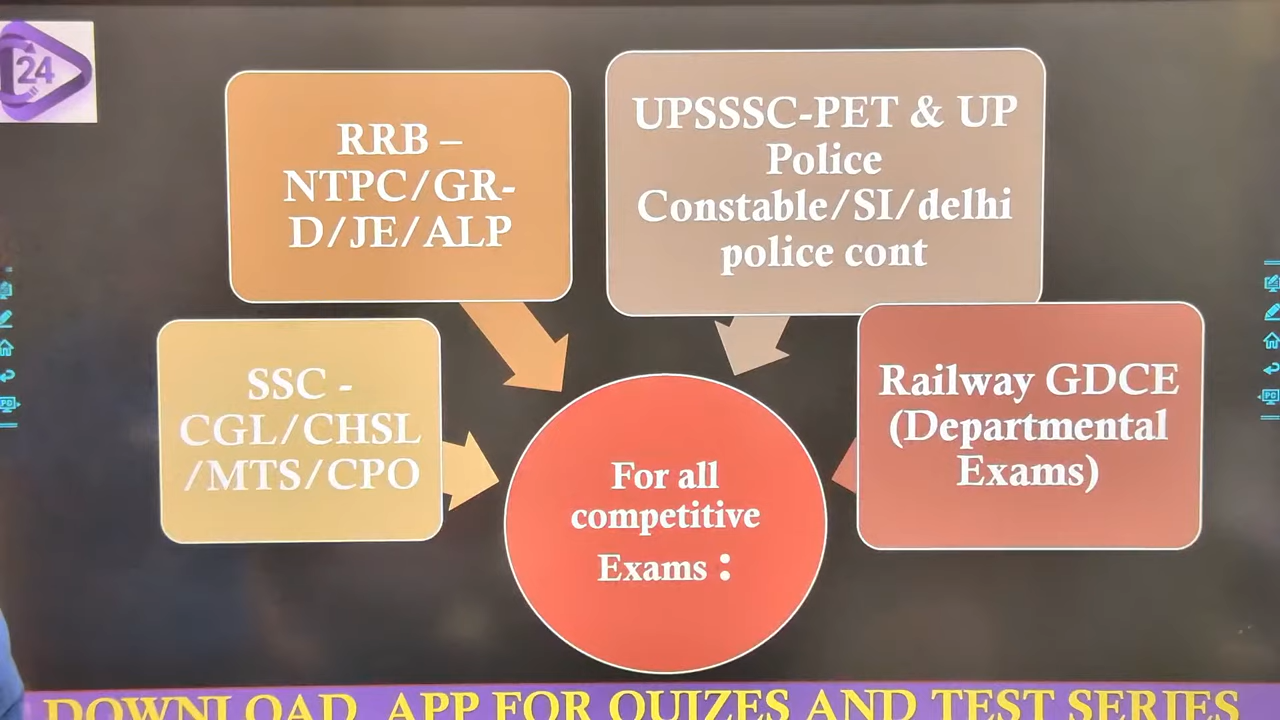 24
RRB –
NTPC/GR-
D/JE/ALP
UPSSSC-PET & UP
Police
Constable/SI/delhi
police cont
SSC -
CGL/CHSL
/MTS/CPO
Railway GDCE
(Departmental
Exams)
For all
competitive
Exams :
DOWNLOAD APP FOR QUIZES AND TEST SERIES